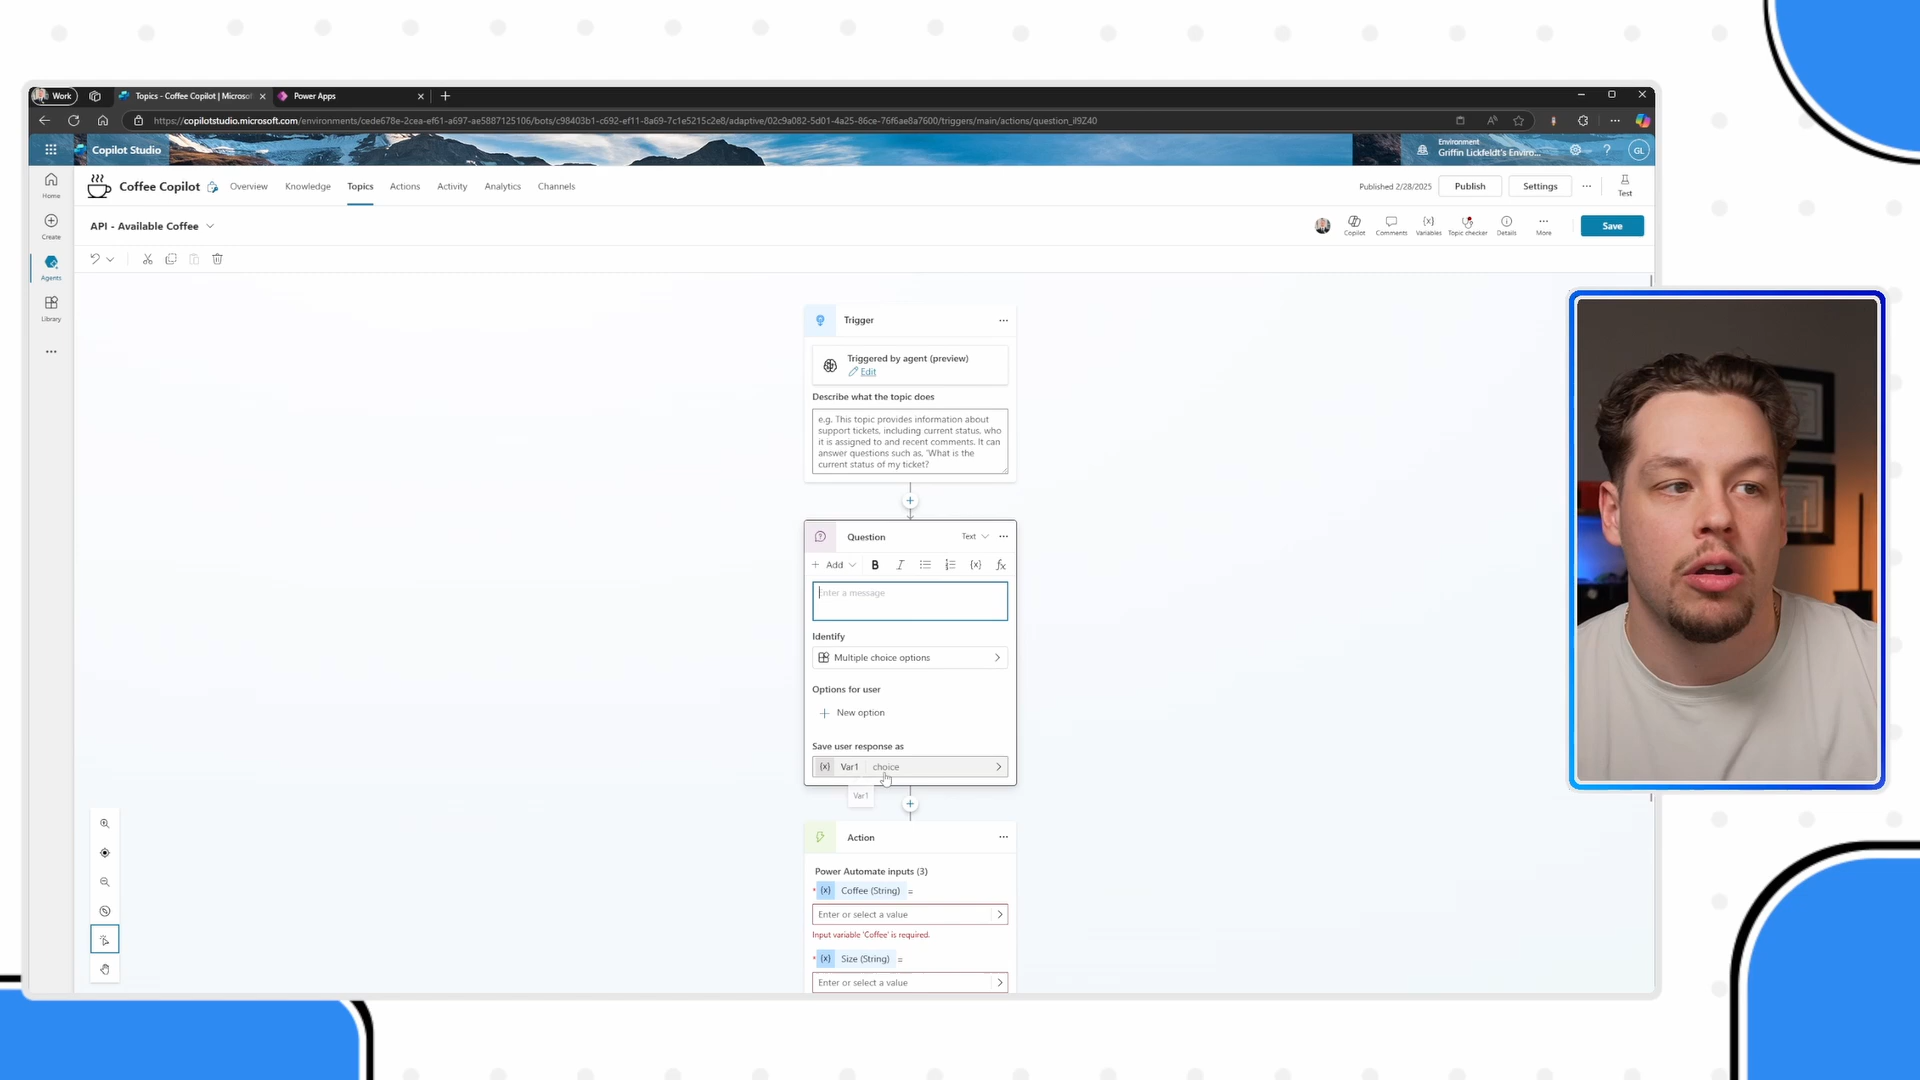 Work
Topics - Coffee Copilot | Microso
Power Apps
https://copilotstudio.microsoft.com/environments/cede678e-2cea-ef61-a697-ae5887125106/bots/c98403b1-c692-ef11-8a69-7c1e5215c2e8/adaptive/02c9a082-5d01-4a25-86ce-76f6ae8a7600/triggers/main/actions/question_il9Z40
Copilot Studio
Environment
Griffin Lickfeldt's Enviro...
GL
Home
Create
Agents
Library
Coffee Copilot
Overview
Knowledge
Topics
Actions
Activity
Analytics
Channels
Published 2/28/2025
Publish
Settings
Test
API - Available Coffee
Copilot
Comments
Variables
Topic checker
Details
More
Save
Trigger
Triggered by agent (preview)
Edit
Describe what the topic does
e.g. This topic provides information about
support tickets, including current status, who
it is assigned to and recent comments. It can
answer questions such as, 'What is the
current status of my ticket?
Question
Text
Add
B
I
{x}
fx
Enter a message
Identify
Multiple choice options
Options for user
New option
Save user response as
{x} Var1 choice
Var1
Action
Power Automate inputs (3)
* {x} Coffee (String) =
Enter or select a value
Input variable 'Coffee' is required.
* {x} Size (String) =
Enter or select a value